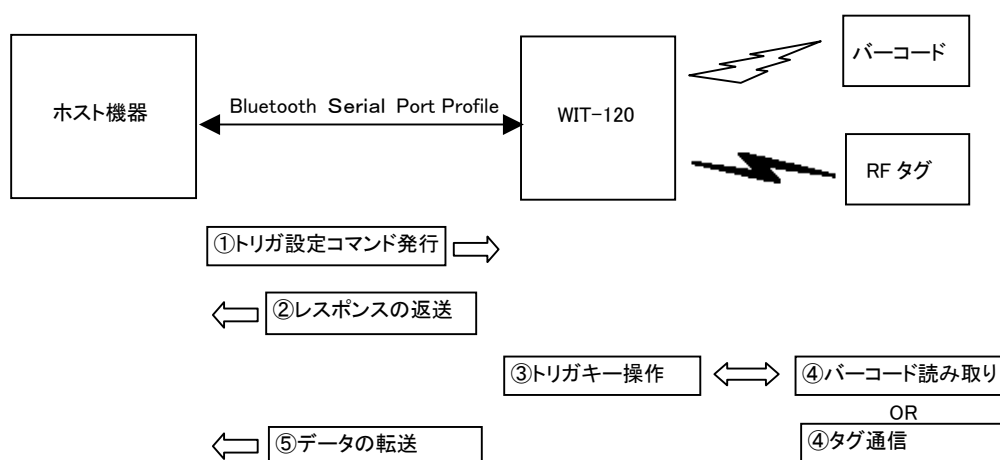 バーコード
ホスト機器
Bluetooth Serial Port Profile
WIT-120
RF タグ
①トリガ設定コマンド発行
②レスポンスの返送
③トリガキー操作
④バーコード読み取り
OR
⑤データの転送
④タグ通信